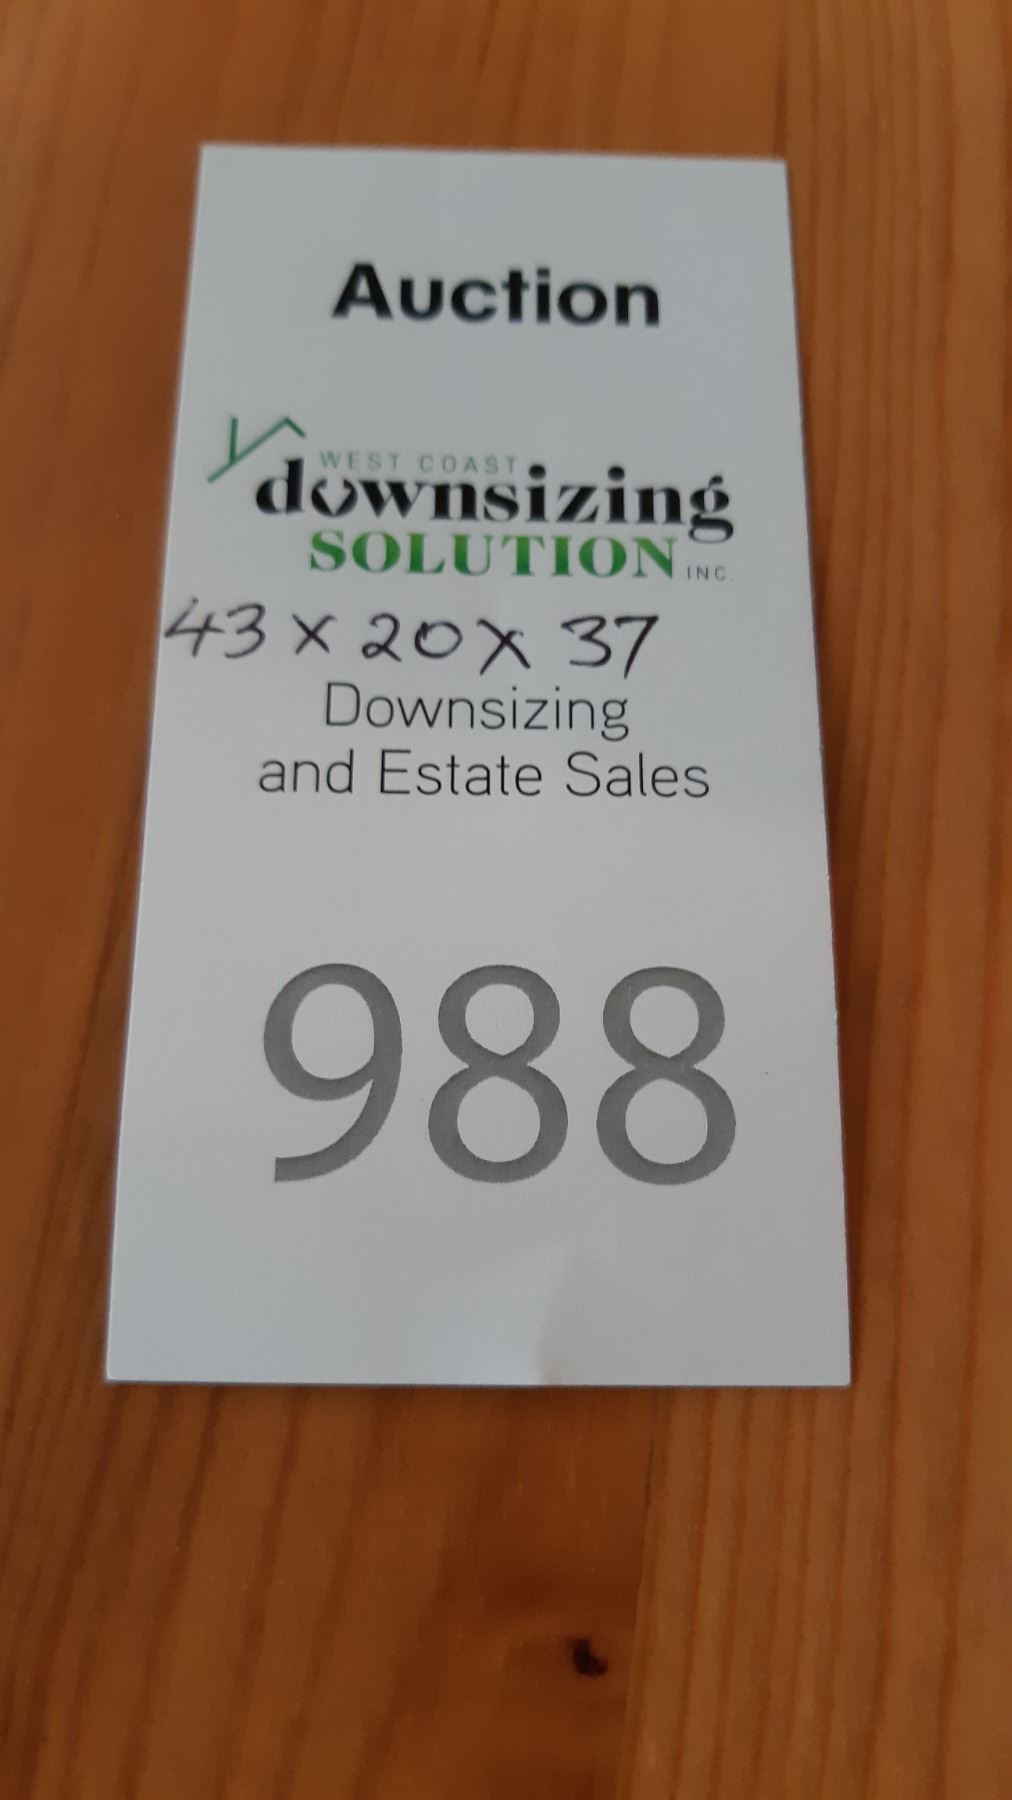 Auction
WEST COAST
downsizing
SOLUTION INC.
43 x 20 x 37
Downsizing
and Estate Sales
988